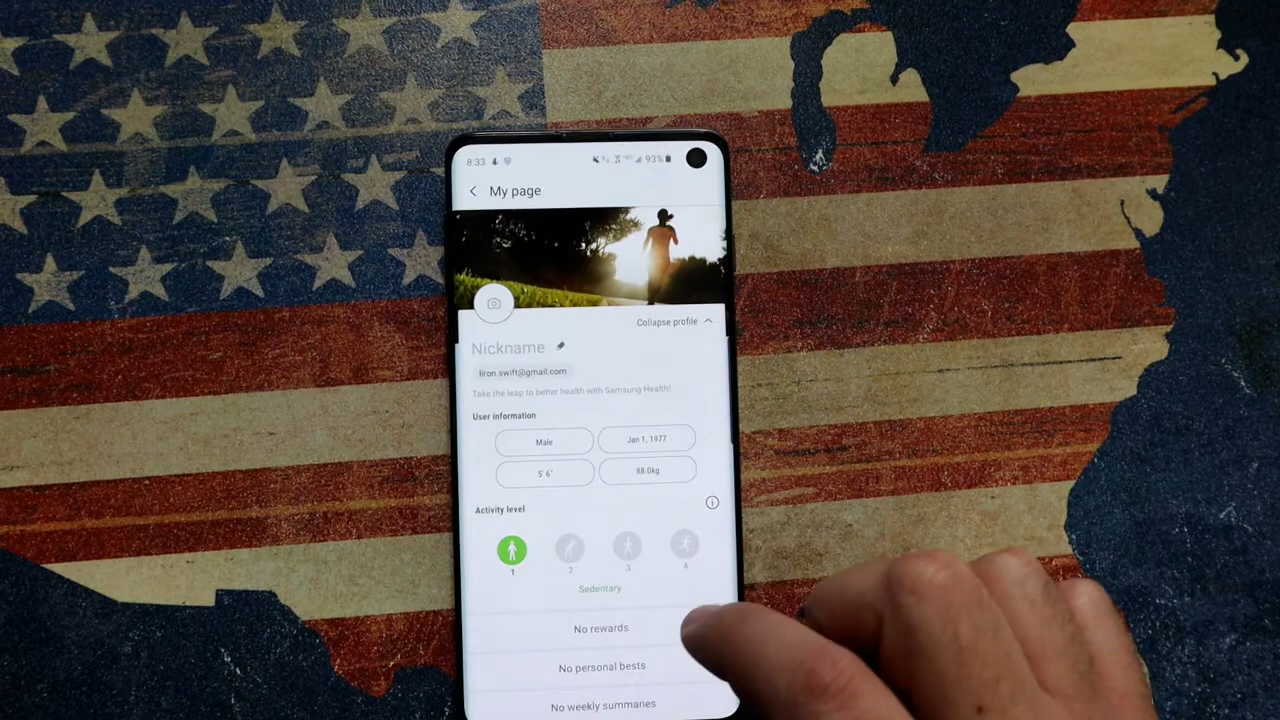 8:33 93%
My page
Collapse profile
Nickname
liron.swift@gmail.com
Take the leap to better health with Samsung Health!
User information
Male Jan 1, 1977
5' 6" 88.0kg
Activity level
1 2 3 4
Sedentary
No rewards
No personal bests
No weekly summaries